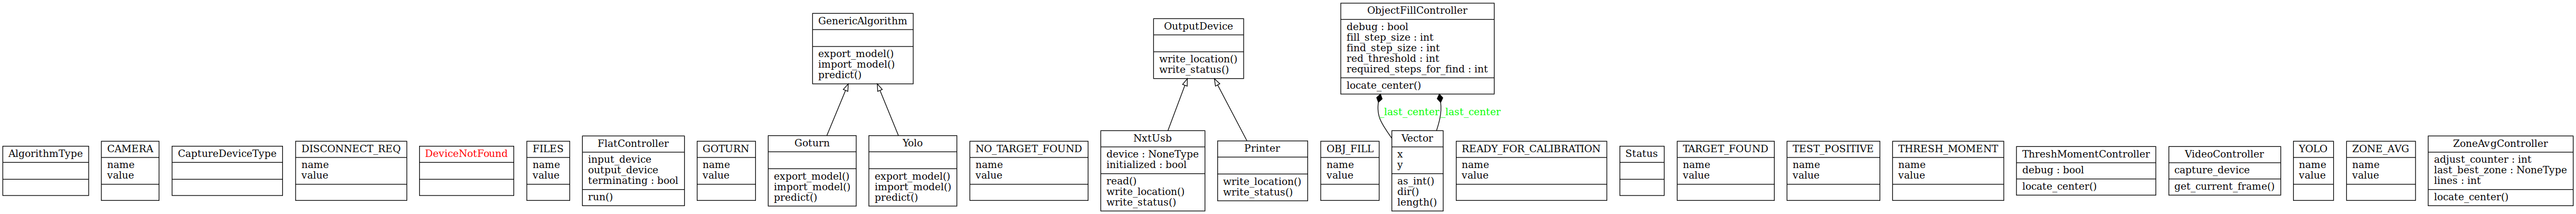 GenericAlgorithm
export_model()
import_model()
predict()
OutputDevice
write_location()
write_status()
ObjectFillController
debug : bool
fill_step_size : int
find_step_size : int
red_threshold : int
required_steps_for_find : int
locate_center()
_last_center
_last_center
AlgorithmType
CAMERA
name
value
CaptureDeviceType
DISCONNECT_REQ
name
value
DeviceNotFound
FILES
name
value
FlatController
input_device
output_device
terminating : bool
run()
GOTURN
name
value
Goturn
export_model()
import_model()
predict()
Yolo
export_model()
import_model()
predict()
NO_TARGET_FOUND
name
value
NxtUsb
device : NoneType
initialized : bool
read()
write_location()
write_status()
Printer
write_location()
write_status()
OBJ_FILL
name
value
Vector
x
y
as_int()
dir()
length()
READY_FOR_CALIBRATION
name
value
Status
TARGET_FOUND
name
value
TEST_POSITIVE
name
value
THRESH_MOMENT
name
value
ThreshMomentController
debug : bool
locate_center()
VideoController
capture_device
get_current_frame()
YOLO
name
value
ZONE_AVG
name
value
ZoneAvgController
adjust_counter : int
last_best_zone : NoneType
lines : int
locate_center()